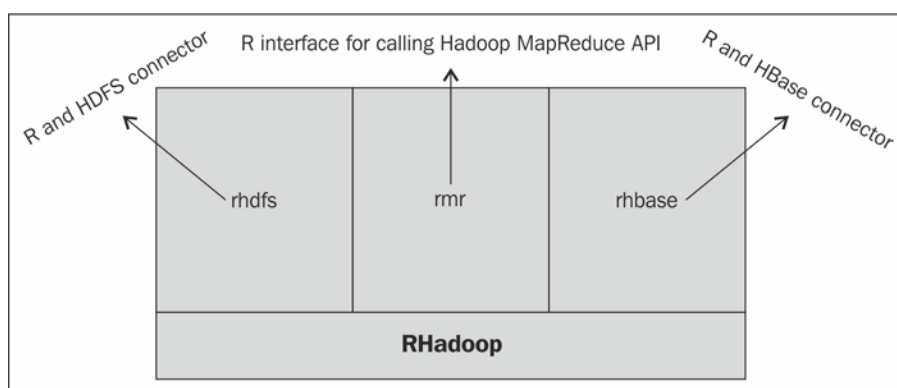 R and HDFS connector
R interface for calling Hadoop MapReduce API
R and HBase connector
rhdfs
rmr
rhbase
RHadoop